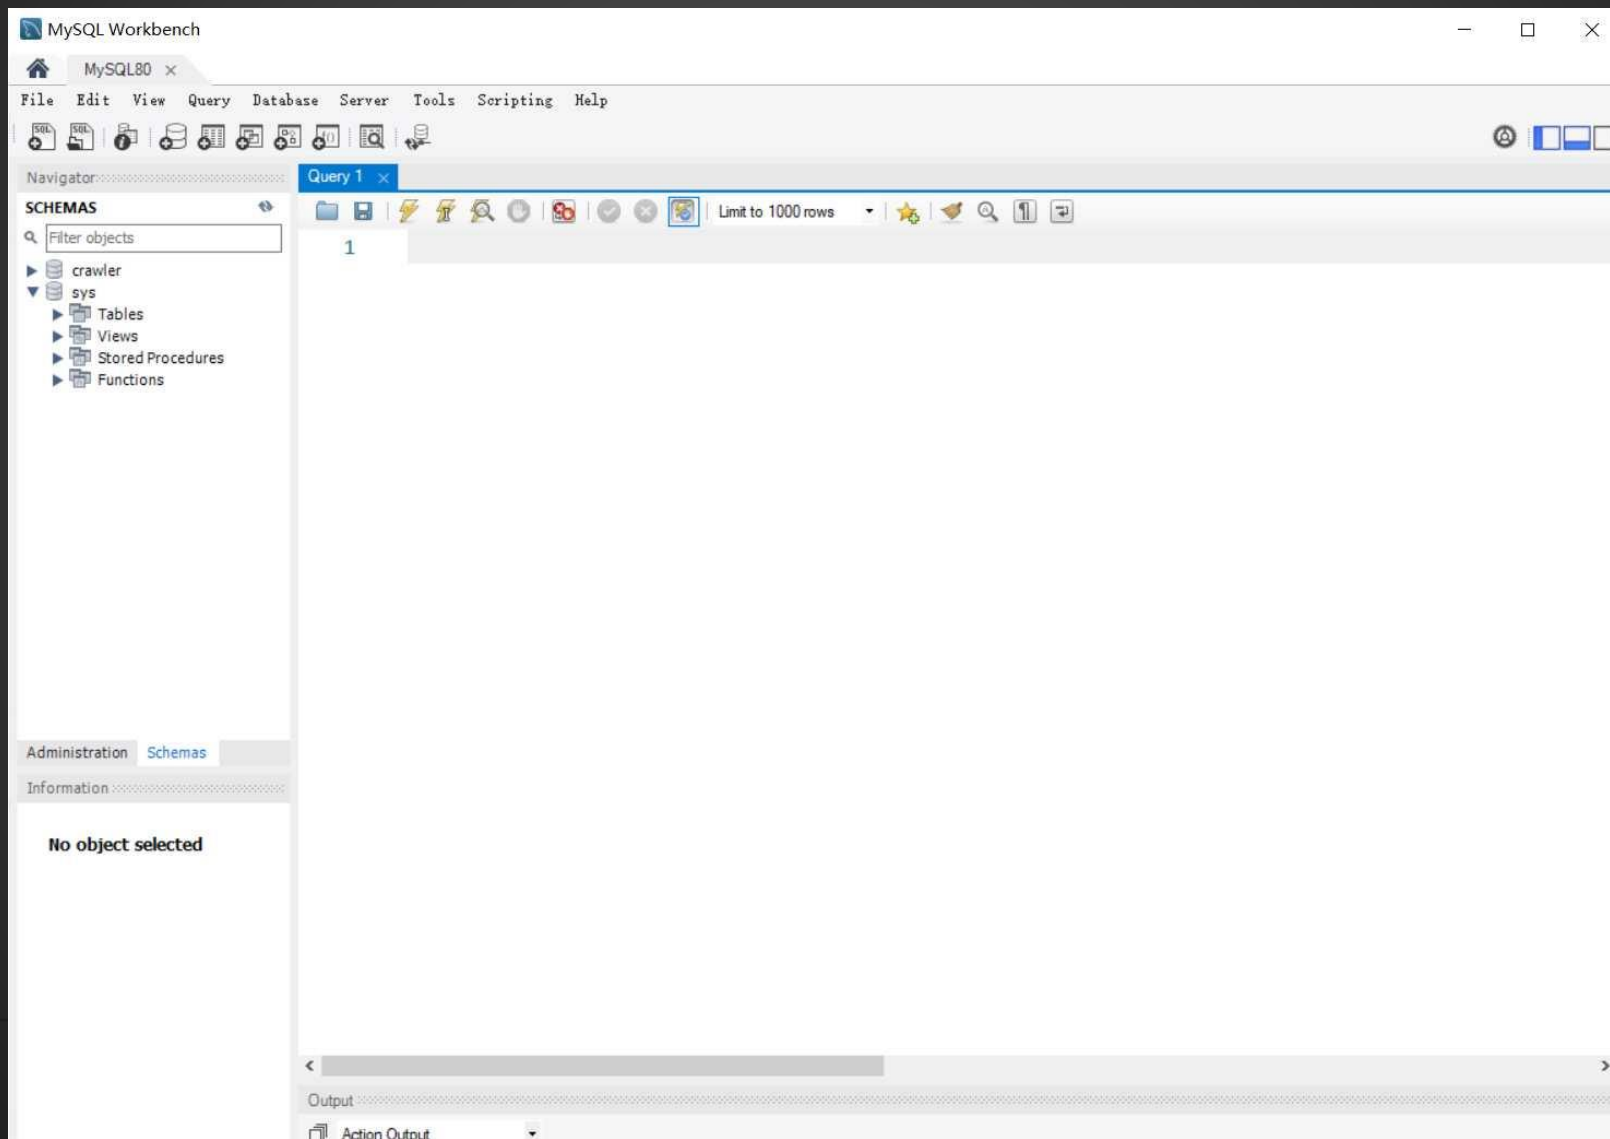 MySQL Workbench
MySQL80
File Edit View Query Database Server Tools Scripting Help
Navigator
SCHEMAS
Filter objects
crawler
sys
Tables
Views
Stored Procedures
Functions
Administration Schemas
Information
No object selected
Query 1
Limit to 1000 rows
1
Output
Action Output